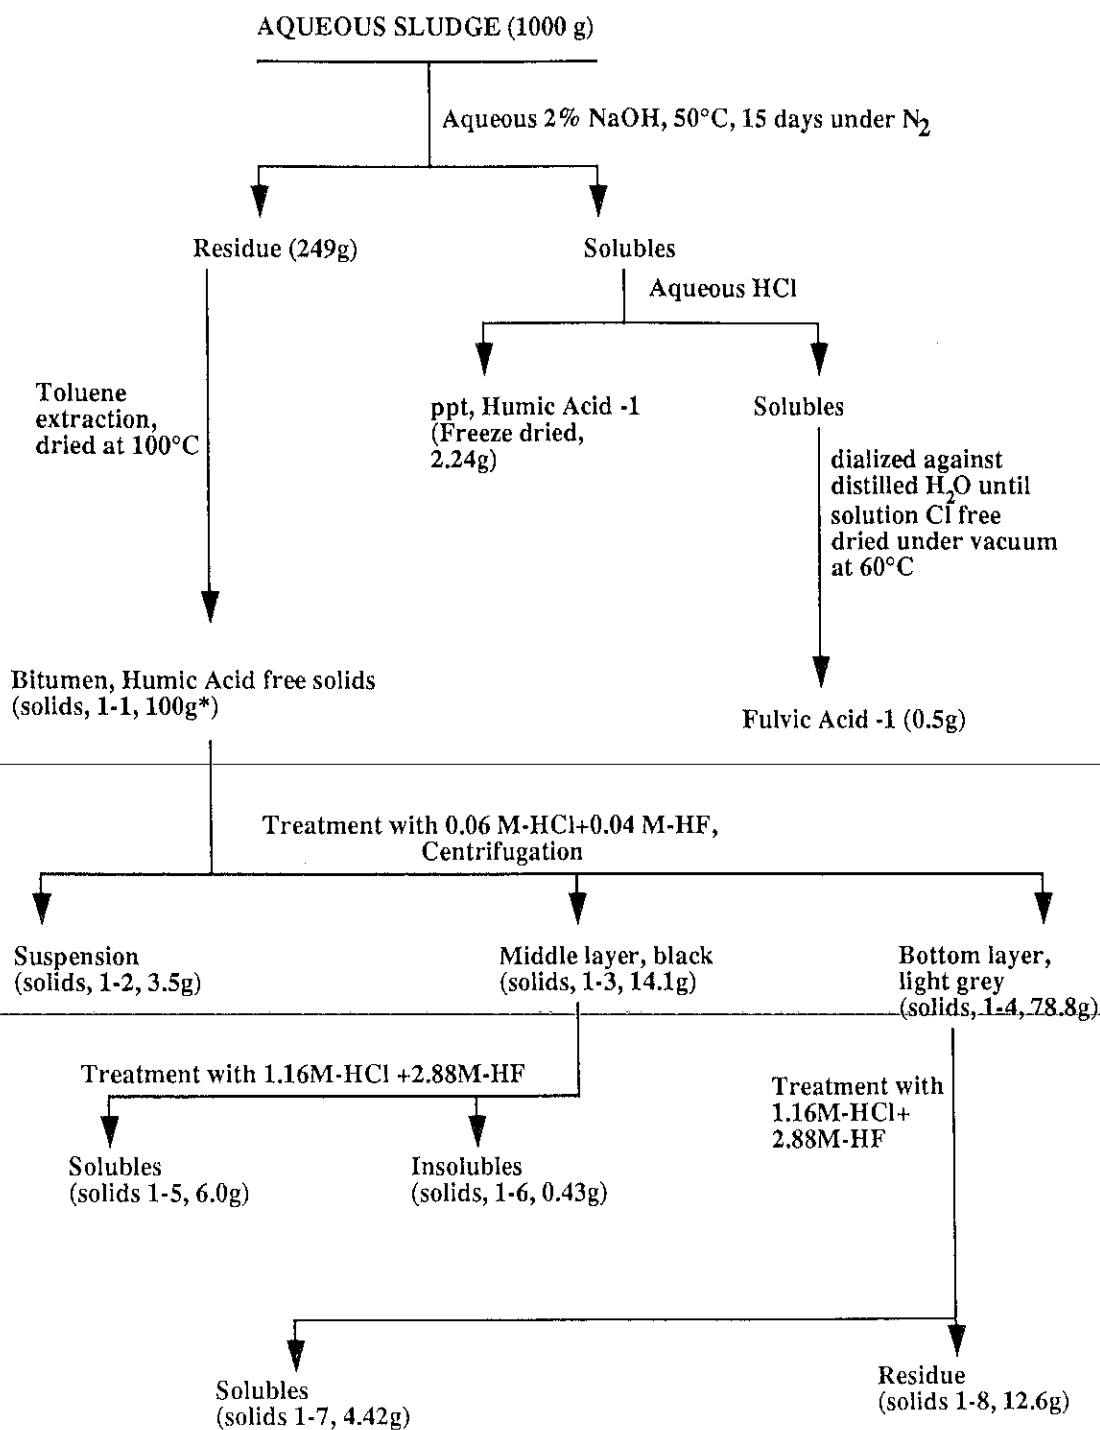 AQUEOUS SLUDGE (1000 g)
Aqueous 2% NaOH, 50°C, 15 days under N2
Residue (249g)
Solubles
Aqueous HCl
Toluene
extraction,
dried at 100°C
ppt, Humic Acid -1
(Freeze dried,
2.24g)
Solubles
dialized against
distilled H2O until
solution Cl free
dried under vacuum
at 60°C
Bitumen, Humic Acid free solids
(solids, 1-1, 100g*)
Fulvic Acid -1 (0.5g)
Treatment with 0.06 M-HCl+0.04 M-HF,
Centrifugation
Suspension
(solids, 1-2, 3.5g)
Middle layer, black
(solids, 1-3, 14.1g)
Bottom layer,
light grey
(solids, 1-4, 78.8g)
Treatment with 1.16M-HCl +2.88M-HF
Treatment with
1.16M-HCl+
2.88M-HF
Solubles
(solids 1-5, 6.0g)
Insolubles
(solids, 1-6, 0.43g)
Solubles
(solids 1-7, 4.42g)
Residue
(solids 1-8, 12.6g)